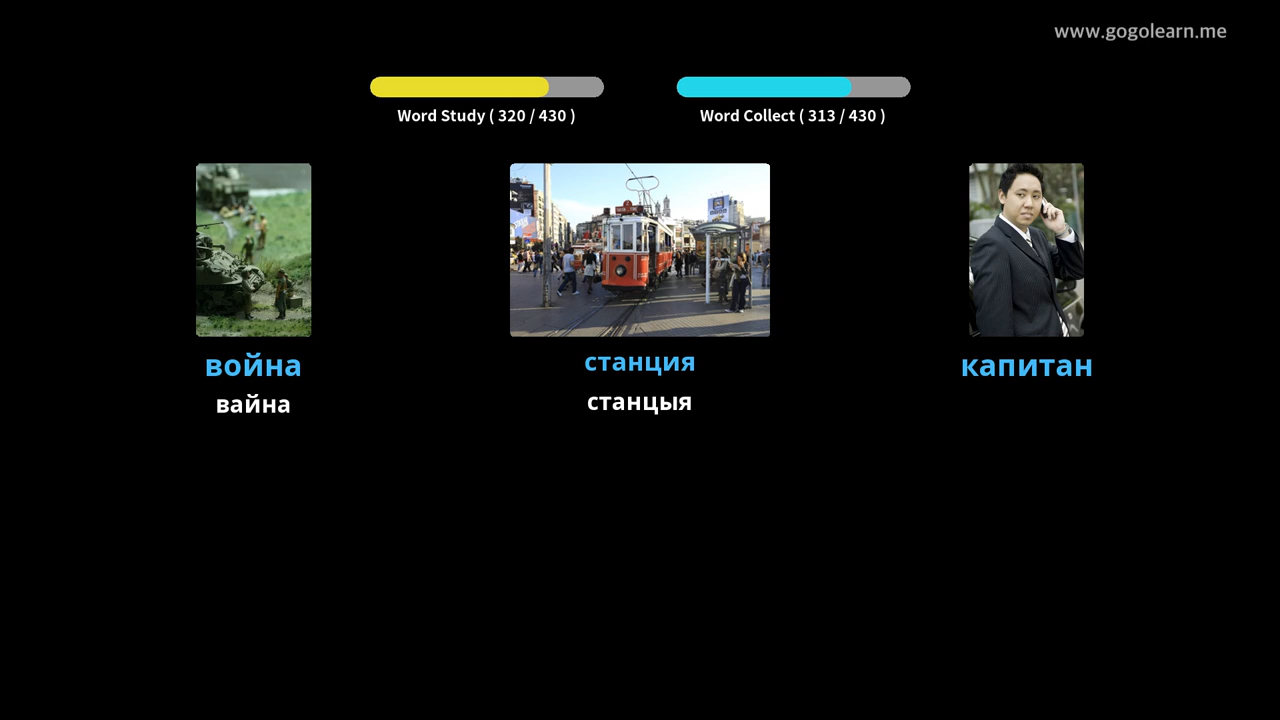 www.gogolearn.me
Word Study ( 320 / 430 )
Word Collect ( 313 / 430 )
война
станция
капитан
вайна
станцыя